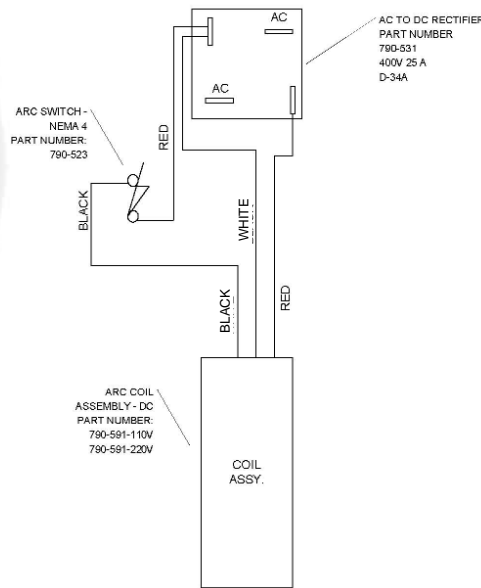 AC
AC TO DC RECTIFIER
PART NUMBER
790-531
400V 25 A
D-34A
AC
ARC SWITCH -
NEMA 4
PART NUMBER:
790-523
RED
BLACK
WHITE
BLACK
RED
ARC COIL
ASSEMBLY - DC
PART NUMBER:
790-591-110V
790-591-220V
COIL
ASSY.